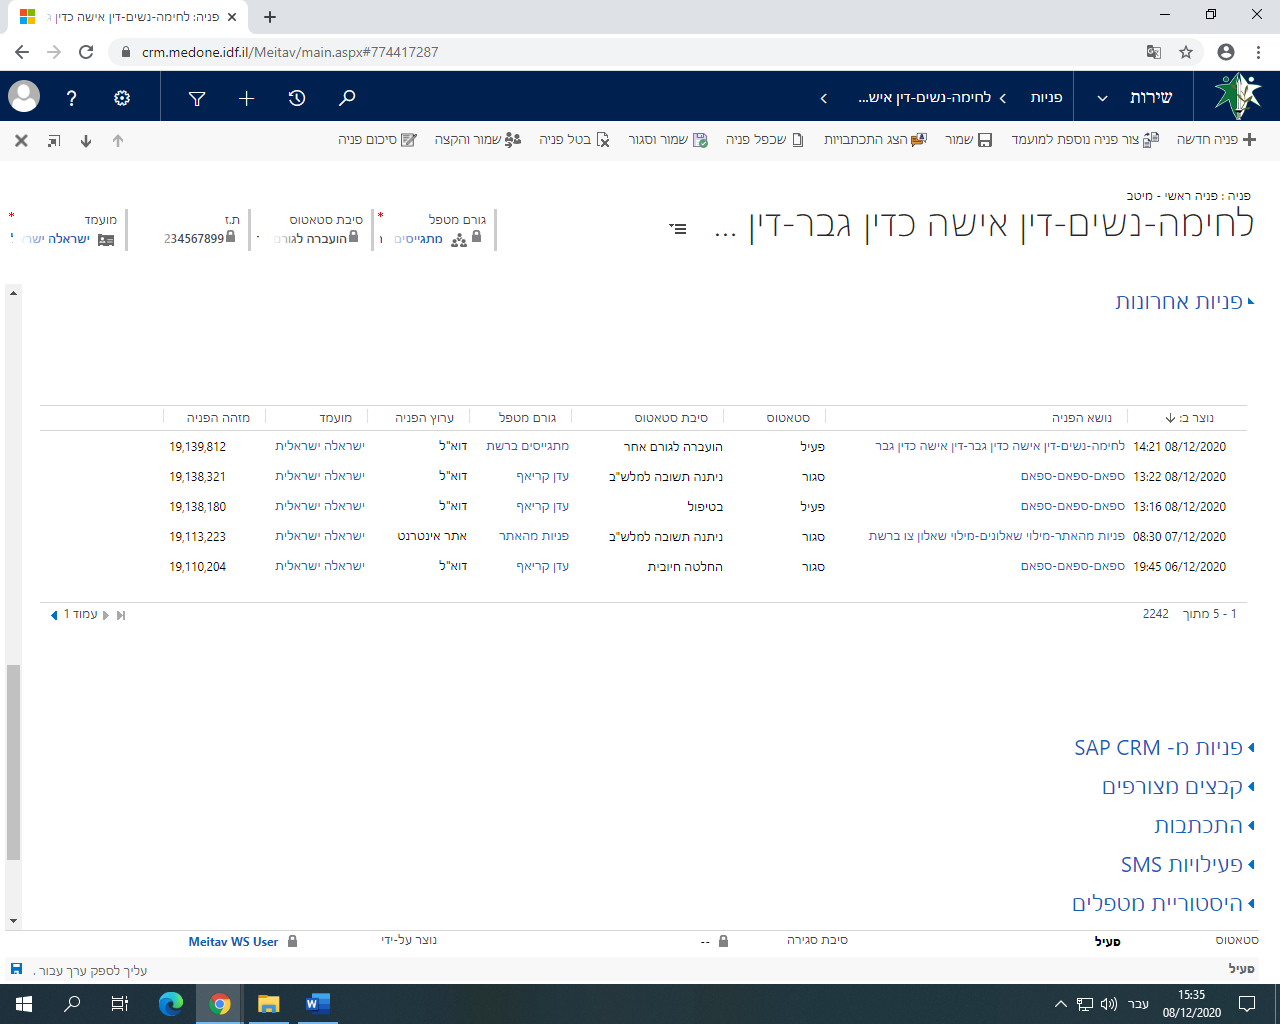 פניה: לחימה-נשים-דין אישה כדין ג
crm.medone.idf.il/Meitav/main.aspx#774417287
שירות
פניות
לחימה-נשים-דין איש...
פניה חדשה
צור פניה נוספת למועמד
שמור
הצג התכתבויות
שכפל פניה
שמור וסגור
בטל פניה
שמור והקצה
סיכום פניה
פניה : פניה ראשי - מיטב
לחימה-נשים-דין אישה כדין גבר-דין ...
גורם מטפל
מתגייסים
סיבת סטאטוס
הועברה לגורם
ת.ז
234567899
מועמד
ישראלה
פניות אחרונות
נוצר ב: נושא הפניה סטאטוס סיבת סטאטוס גורם מטפל ערוץ הפניה מועמד מזהה הפניה
08/12/2020 14:21 לחימה-נשים-דין אישה כדין גבר-דין אישה כדין גבר פעיל הועברה לגורם אחר מתגייסים ברשת דוא"ל ישראלה ישראלית 19,139,812
08/12/2020 13:22 ספאם-ספאם-ספאם סגור ניתנה תשובה למלש"ב עדן קריאף דוא"ל ישראלה ישראלית 19,138,321
08/12/2020 13:16 ספאם-ספאם-ספאם פעיל בטיפול עדן קריאף דוא"ל ישראלה ישראלית 19,138,180
07/12/2020 08:30 פניות מהאתר-מילוי שאלונים-מילוי שאלון צו ברשת סגור ניתנה תשובה למלש"ב פניות מהאתר אתר אינטרנט ישראלה ישראלית 19,113,223
06/12/2020 19:45 ספאם-ספאם-ספאם סגור החלטה חיובית עדן קריאף דוא"ל ישראלה ישראלית 19,110,204
1 - 5 מתוך 2242
עמוד 1
פניות מ- SAP CRM
קבצים מצורפים
התכתבות
פעילויות SMS
היסטוריית מטפלים
סטאטוס פעיל סיבת סגירה -- נוצר על-ידי Meitav WS User
פעיל
עליך לספק ערך עבור .
עבר
15:35
08/12/2020